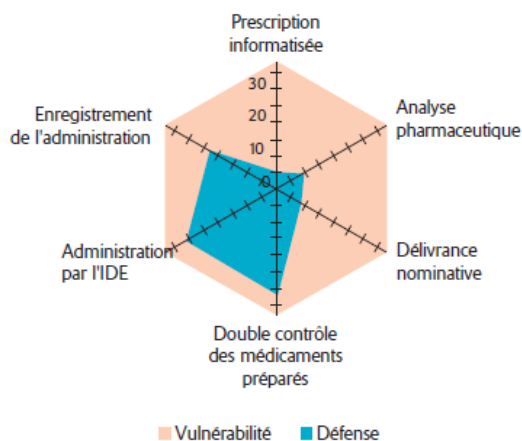 Prescription
informatisée
30
20
10
0
Analyse
pharmaceutique
Enregistrement
de l'administration
Administration
par l'IDE
Délivrance
nominative
Double contrôle
des médicaments
préparés
Vulnérabilité
Défense